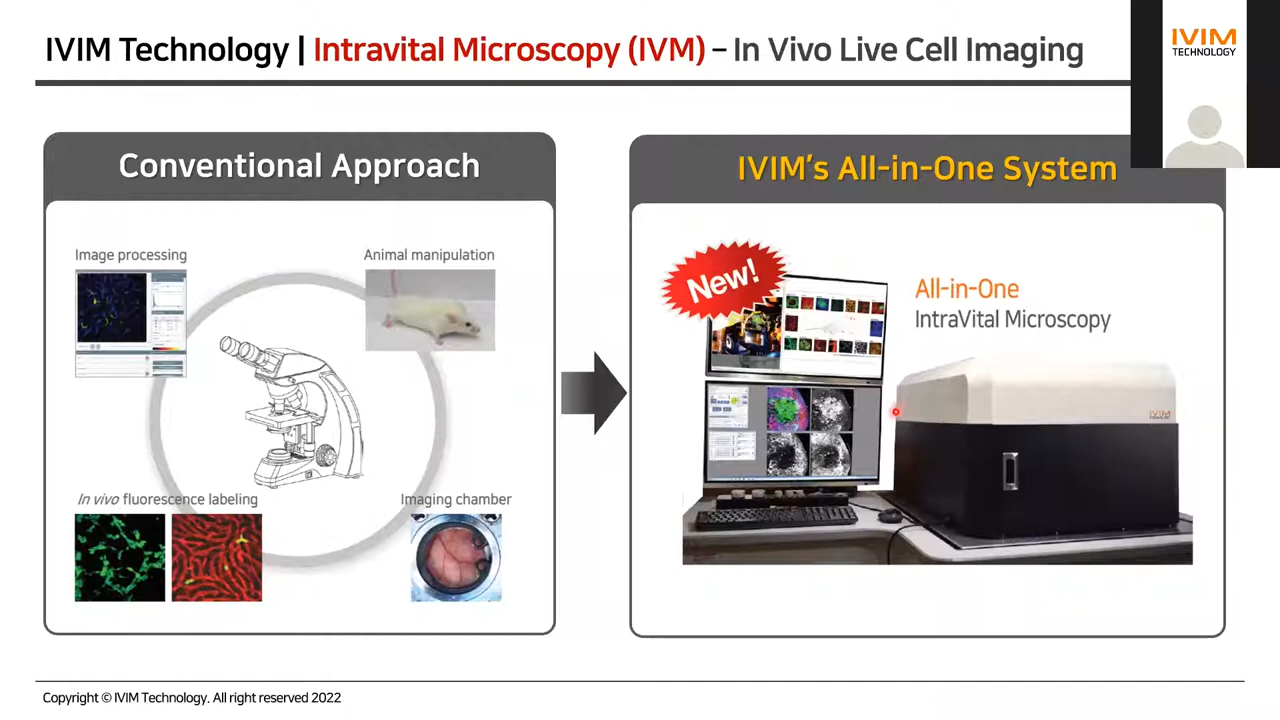 IVIM Technology | Intravital Microscopy (IVM) – In Vivo Live Cell Imaging
IVIM
TECHNOLOGY
Conventional Approach
Image processing
Animal manipulation
In vivo fluorescence labeling
Imaging chamber
IVIM's All-in-One System
New!
All-in-One
IntraVital Microscopy
IVIM
TECHNOLOGY
Copyright © IVIM Technology. All right reserved 2022